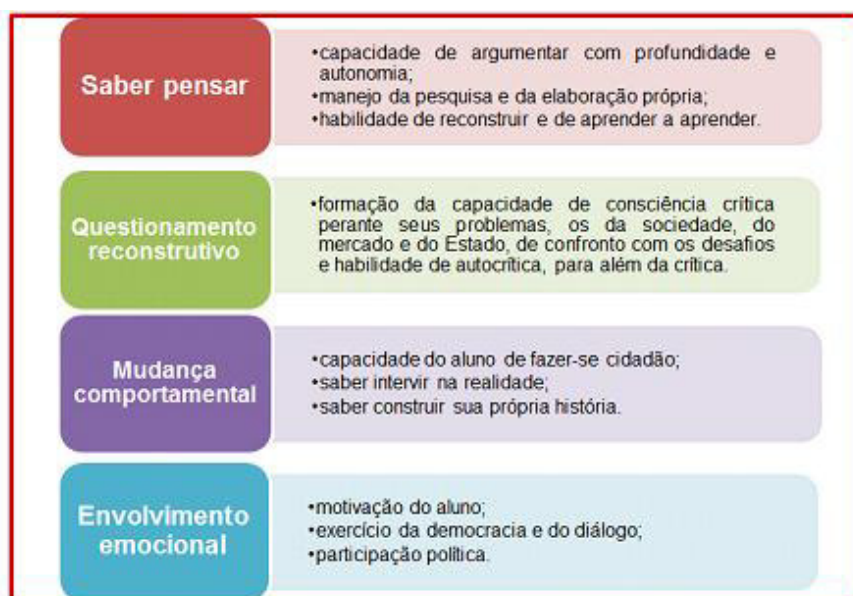 Saber pensar
•capacidade de argumentar com profundidade e
autonomia;
•manejo da pesquisa e da elaboração própria;
•habilidade de reconstruir e de aprender a aprender.
Questionamento
reconstrutivo
•formação da capacidade de consciência crítica
perante seus problemas, os da sociedade, do
mercado e do Estado, de confronto com os desafios
e habilidade de autocrítica, para além da crítica.
Mudança
comportamental
•capacidade do aluno de fazer-se cidadão;
•saber intervir na realidade;
•saber construir sua própria história.
Envolvimento
emocional
•motivação do aluno;
•exercício da democracia e do diálogo;
•participação política.